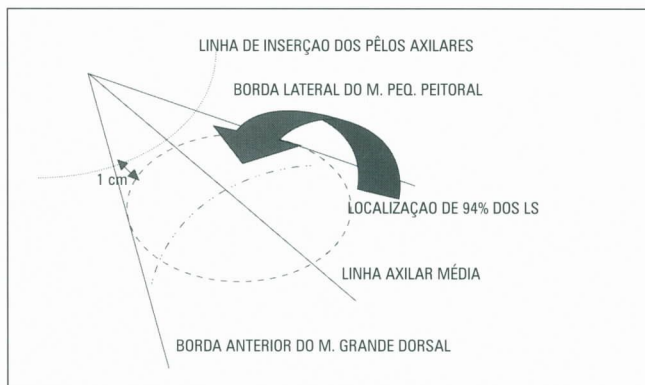 LINHA DE INSERÇAO DOS PÊLOS AXILARES
BORDA LATERAL DO M. PEQ. PEITORAL
1 cm
LOCALIZAÇAO DE 94% DOS LS
LINHA AXILAR MÉDIA
BORDA ANTERIOR DO M. GRANDE DORSAL